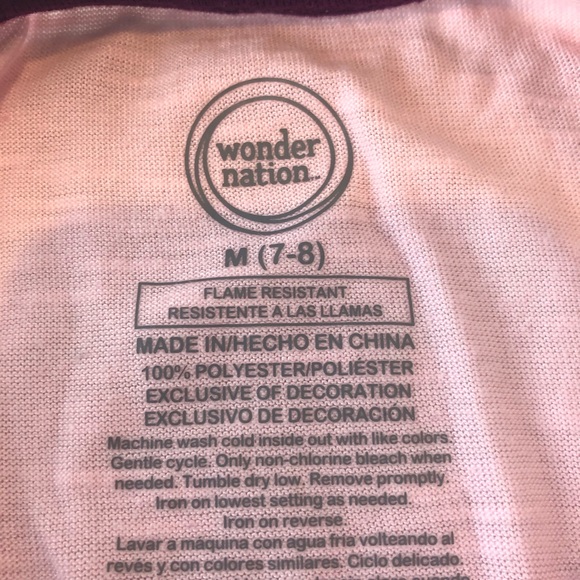 wonder
nation™
M (7-8)
FLAME RESISTANT
RESISTENTE A LAS LLAMAS
MADE IN/HECHO EN CHINA
100% POLYESTER/POLIÉSTER
EXCLUSIVE OF DECORATION
EXCLUSIVO DE DECORACIÓN
Machine wash cold inside out with like colors.
Gentle cycle. Only non-chlorine bleach when
needed. Tumble dry low. Remove promptly.
Iron on lowest setting as needed.
Iron on reverse.
Lavar a máquina con agua fría volteando al
revés y con colores similares. Ciclo delicado.